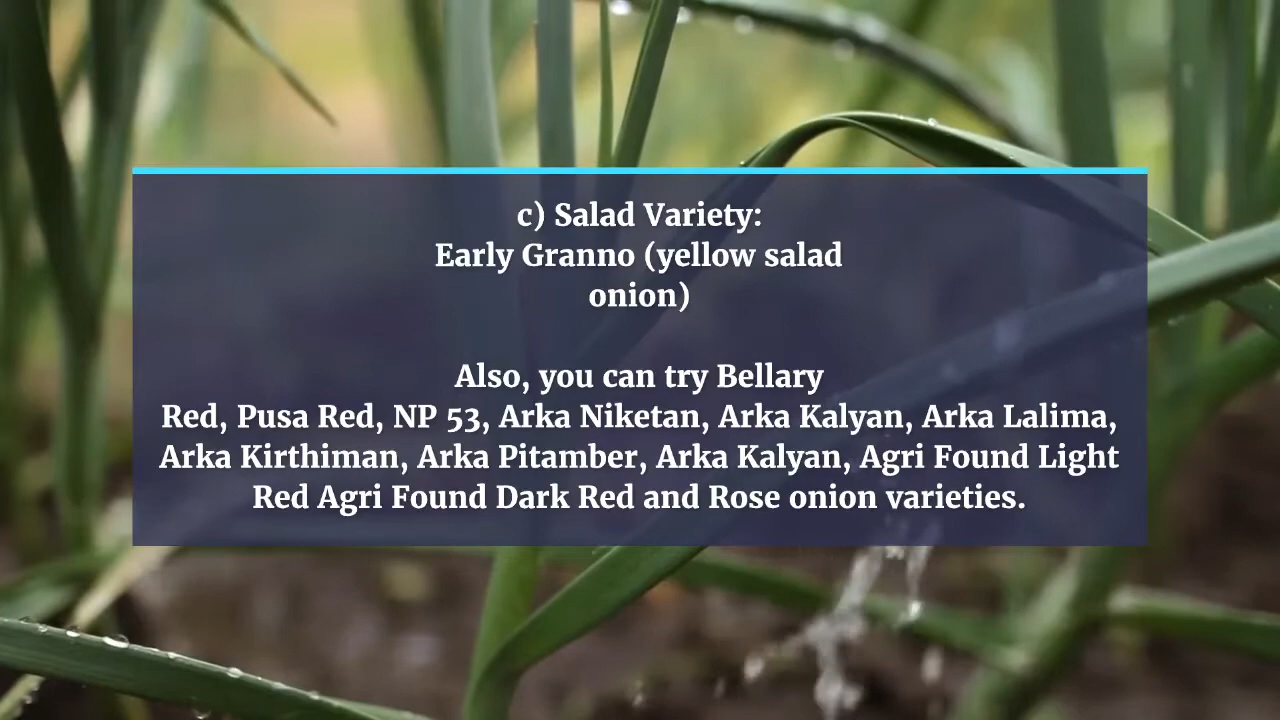 c) Salad Variety:
Early Granno (yellow salad
onion)
Also, you can try Bellary
Red, Pusa Red, NP 53, Arka Niketan, Arka Kalyan, Arka Lalima,
Arka Kirthiman, Arka Pitamber, Arka Kalyan, Agri Found Light
Red Agri Found Dark Red and Rose onion varieties.